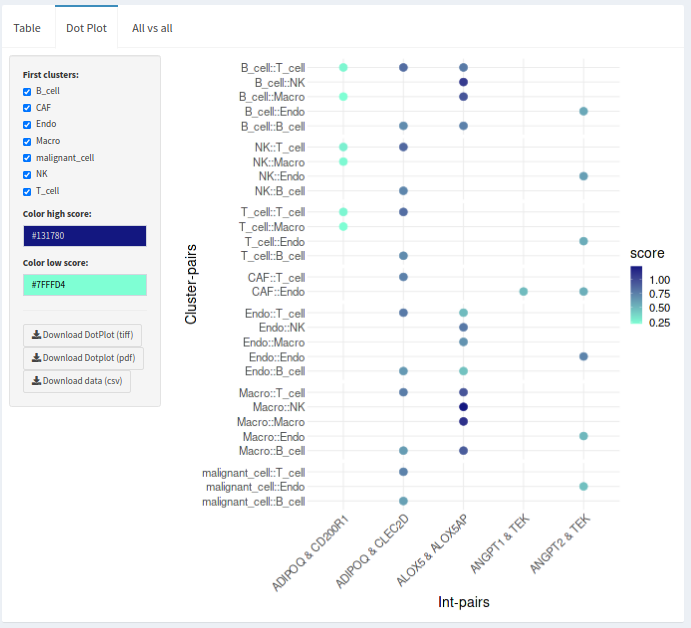 Table
Dot Plot
All vs all
First clusters:
B_cell
CAF
Endo
Macro
malignant_cell
NK
T_cell
Color high score:
#131780
Color low score:
#7FFFD4
Download DotPlot (tiff)
Download Dotplot (pdf)
Download data (csv)
Cluster-pairs
B_cell::T_cell
B_cell::NK
B_cell::Macro
B_cell::Endo
B_cell::B_cell
NK::T_cell
NK::Macro
NK::Endo
NK::B_cell
T_cell::T_cell
T_cell::Macro
T_cell::Endo
T_cell::B_cell
CAF::T_cell
CAF::Endo
Endo::T_cell
Endo::NK
Endo::Macro
Endo::Endo
Endo::B_cell
Macro::T_cell
Macro::NK
Macro::Macro
Macro::Endo
Macro::B_cell
malignant_cell::T_cell
malignant_cell::Endo
malignant_cell::B_cell
ADIPOQ & CD200R1
ADIPOQ & CLEC2D
ALOX5 & ALOX5AP
ANGPT1 & TEK
ANGPT2 & TEK
Int-pairs
score
1.00
0.75
0.50
0.25